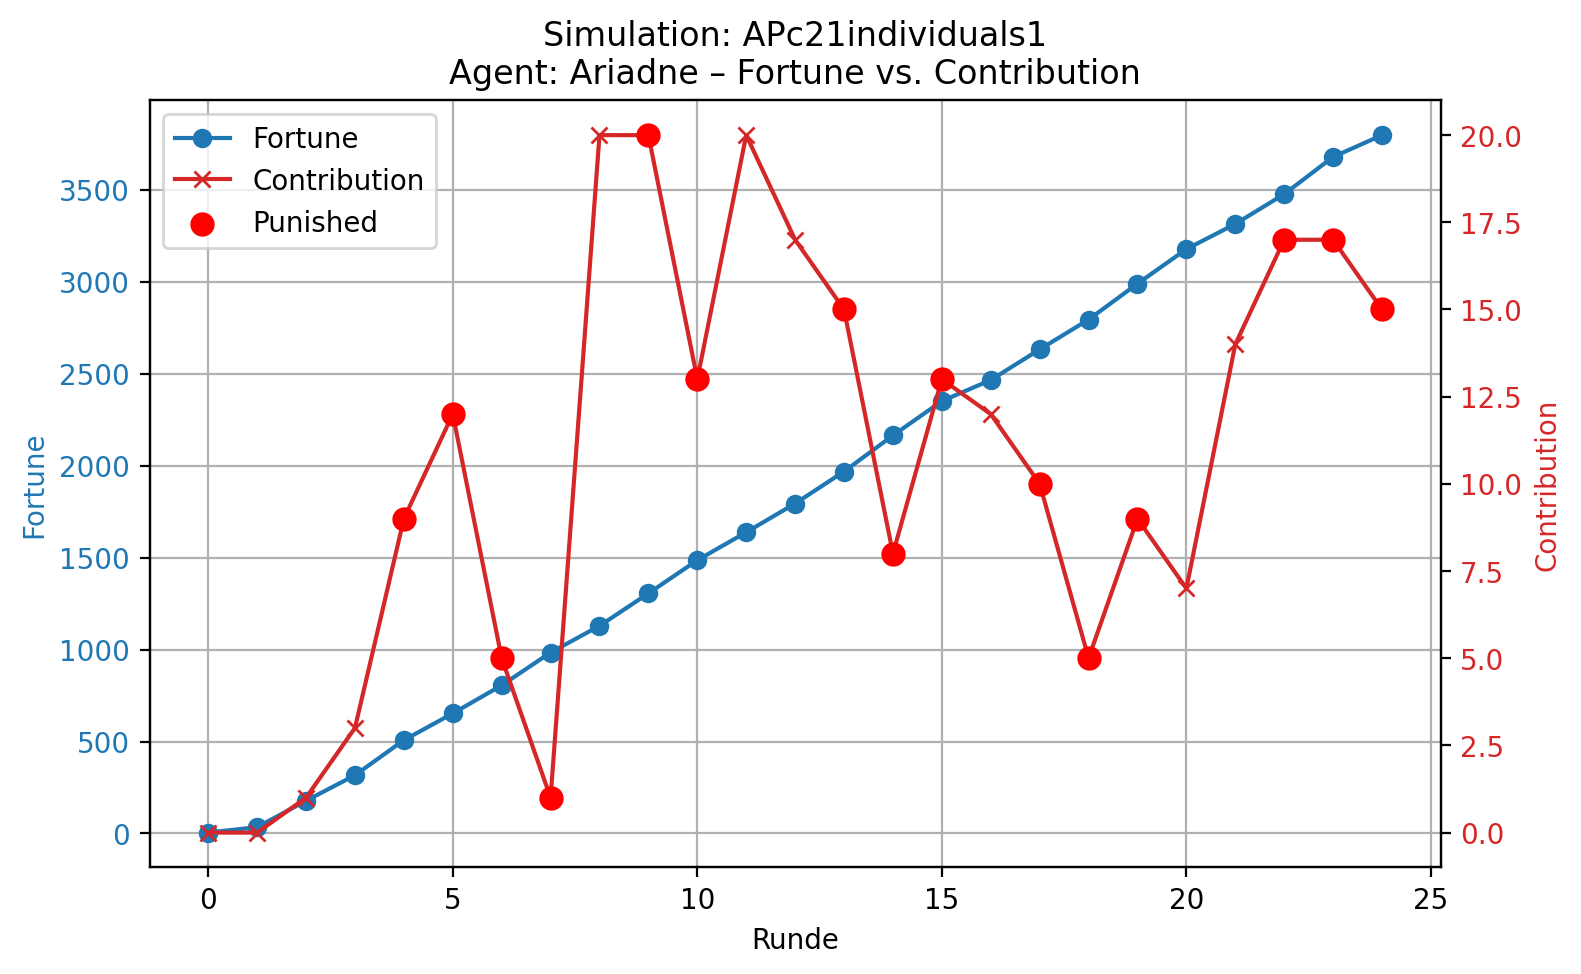 Simulation: APc21individuals1
Agent: Ariadne – Fortune vs. Contribution
Fortune
Contribution
Punished
3500
3000
2500
2000
1500
1000
500
0
Fortune
20.0
17.5
15.0
12.5
10.0
7.5
5.0
2.5
0.0
Contribution
0 5 10 15 20 25
Runde